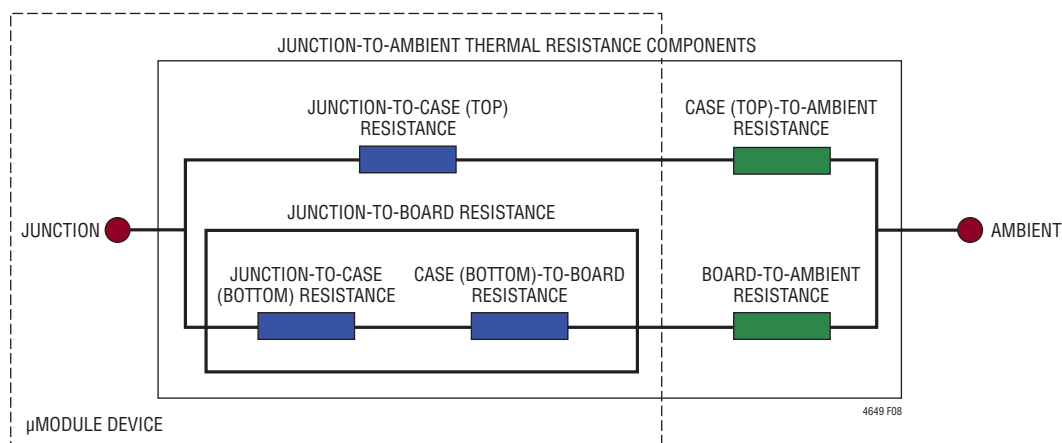 JUNCTION-TO-AMBIENT THERMAL RESISTANCE COMPONENTS
JUNCTION-TO-CASE (TOP)
RESISTANCE
CASE (TOP)-TO-AMBIENT
RESISTANCE
JUNCTION-TO-BOARD RESISTANCE
JUNCTION
AMBIENT
JUNCTION-TO-CASE
(BOTTOM) RESISTANCE
CASE (BOTTOM)-TO-BOARD
RESISTANCE
BOARD-TO-AMBIENT
RESISTANCE
4649 F08
µMODULE DEVICE